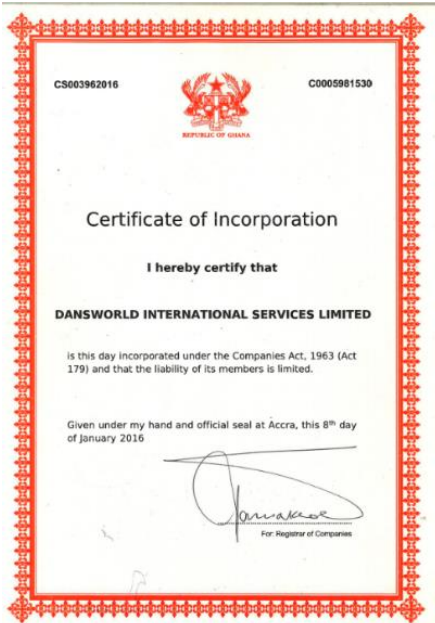 CS003962016
C0005981530
REPUBLIC OF GHANA
Certificate of Incorporation
I hereby certify that
DANSWORLD INTERNATIONAL SERVICES LIMITED
is this day incorporated under the Companies Act, 1963 (Act
179) and that the liability of its members is limited.
Given under my hand and official seal at Accra, this 8th day
of January 2016
For: Registrar of Companies